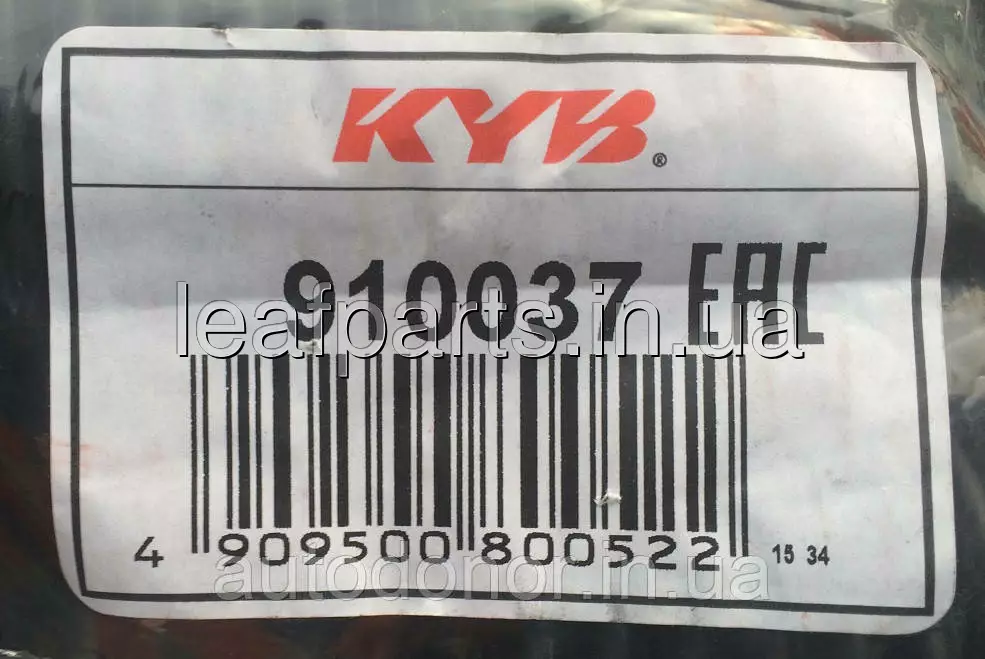 KYB®
910037 EAC
leafparts.in.ua
4 909500 800522 15 34
autodonor.in.ua